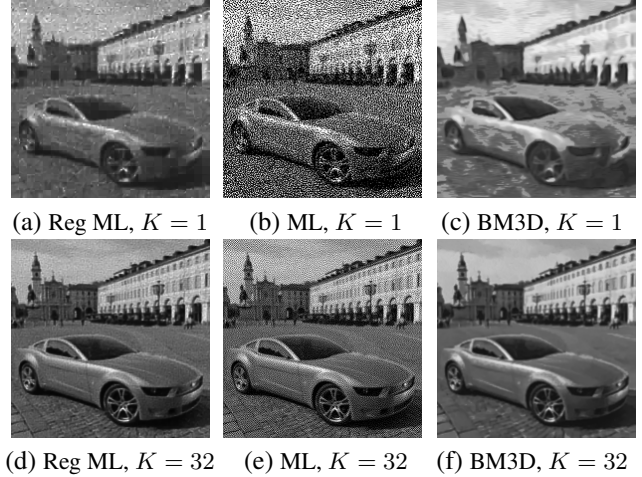 (a) Reg ML, K = 1 (b) ML, K = 1 (c) BM3D, K = 1
(d) Reg ML, K = 32 (e) ML, K = 32 (f) BM3D, K = 32